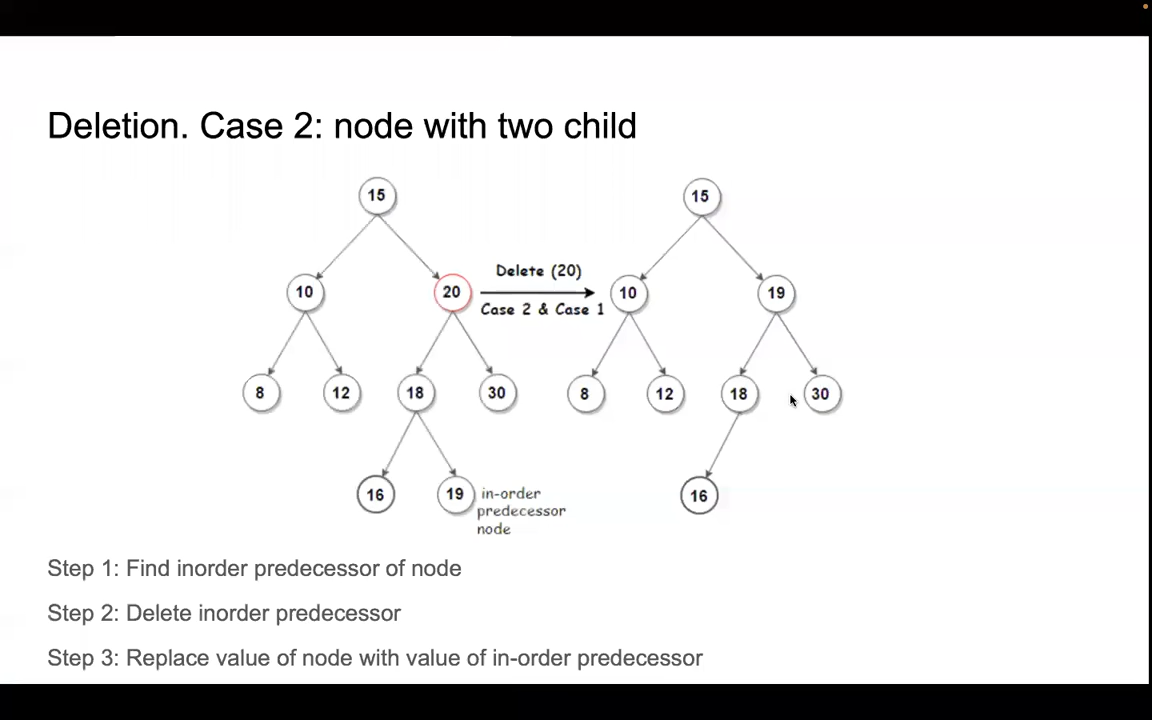 Deletion. Case 2: node with two child
15
10
20
8
12
18
30
16
19
in-order
predecessor
node
Delete (20)
Case 2 & Case 1
15
10
19
8
12
18
30
16
Step 1: Find inorder predecessor of node
Step 2: Delete inorder predecessor
Step 3: Replace value of node with value of in-order predecessor